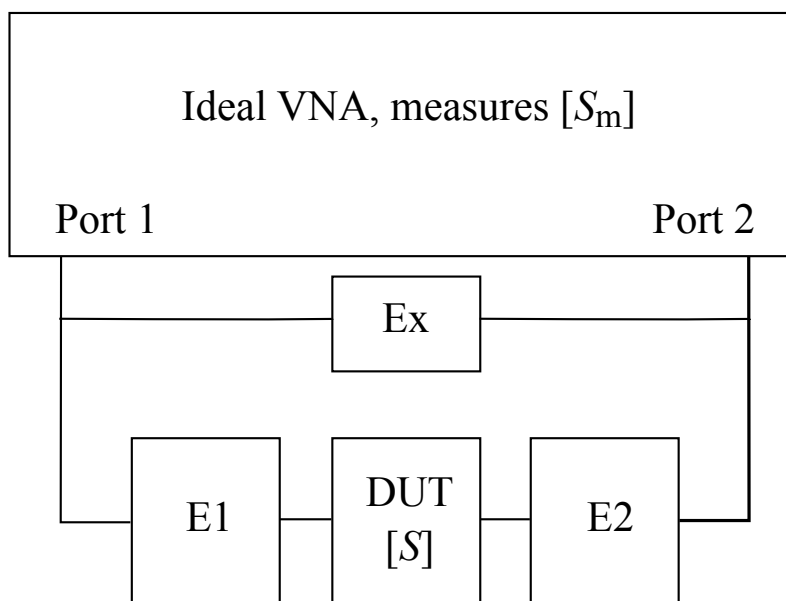 Ideal VNA, measures [Sm]
Port 1 Port 2
Ex
E1 DUT E2
[S]